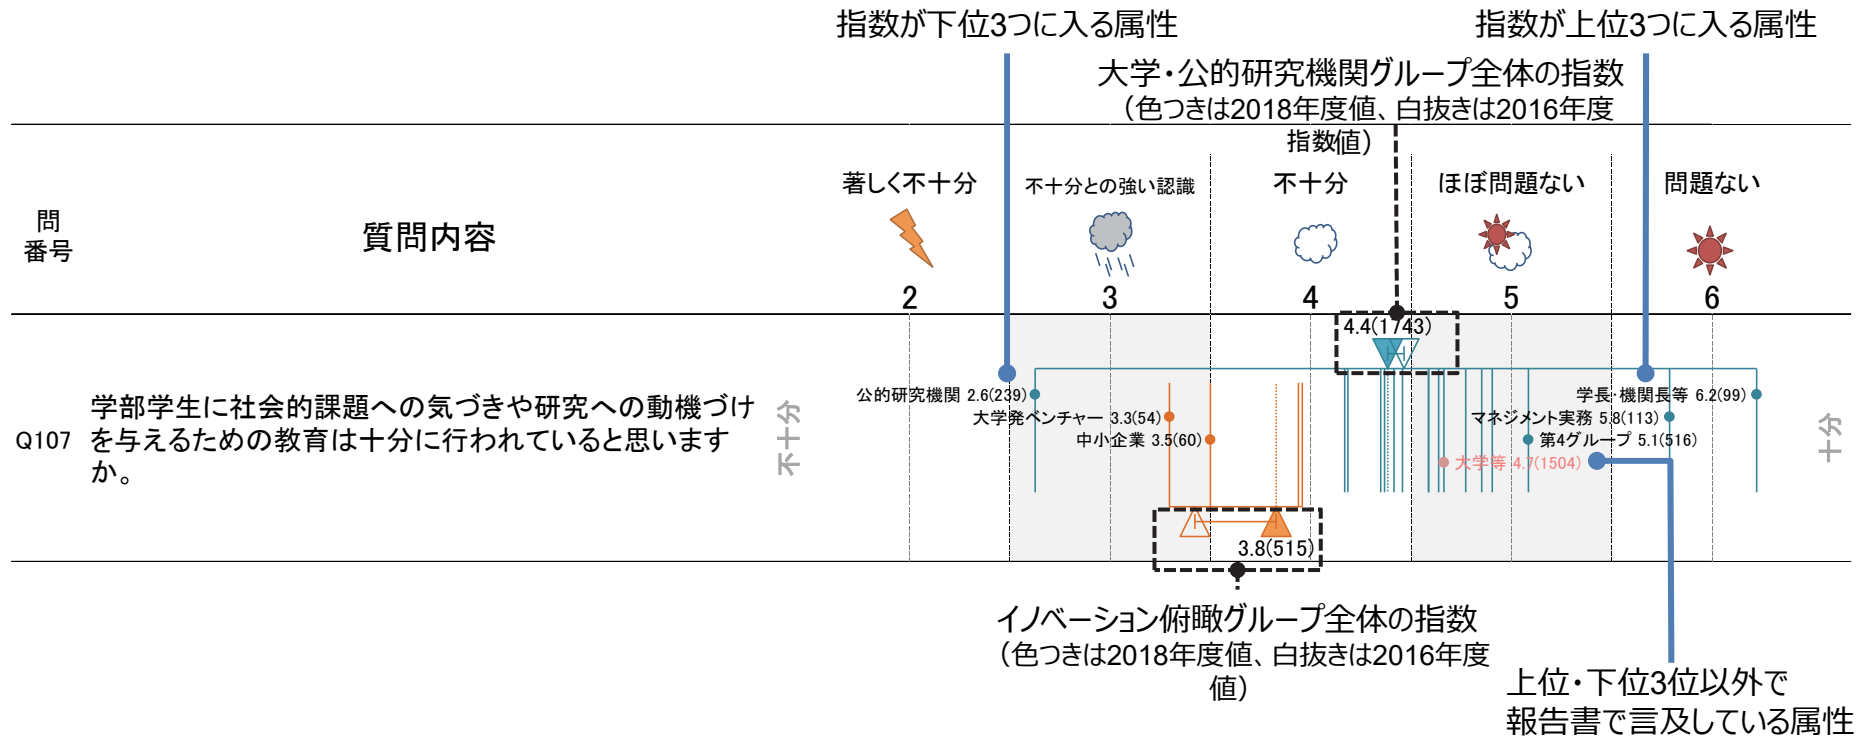 指数が下位3つに入る属性
指数が上位3つに入る属性
大学・公的研究機関グループ全体の指数
（色つきは2018年度値、白抜きは2016年度
指数値）
問
番号
質問内容
著しく不十分
不十分との強い認識
不十分
ほぼ問題ない
問題ない
2
3
4
5
6
Q107
学部学生に社会的課題への気づきや研究への動機づけ
を与えるための教育は十分に行われていると思います
か。
不十分
十分
4.4(1743)
公的研究機関 2.6(239)
大学発ベンチャー 3.3(54)
中小企業 3.5(60)
学長・機関長等 6.2(99)
マネジメント実務 5.8(113)
第4グループ 5.1(516)
大学等 4.7(1504)
3.8(515)
イノベーション俯瞰グループ全体の指数
（色つきは2018年度値、白抜きは2016年度
値）
上位・下位3位以外で
報告書で言及している属性